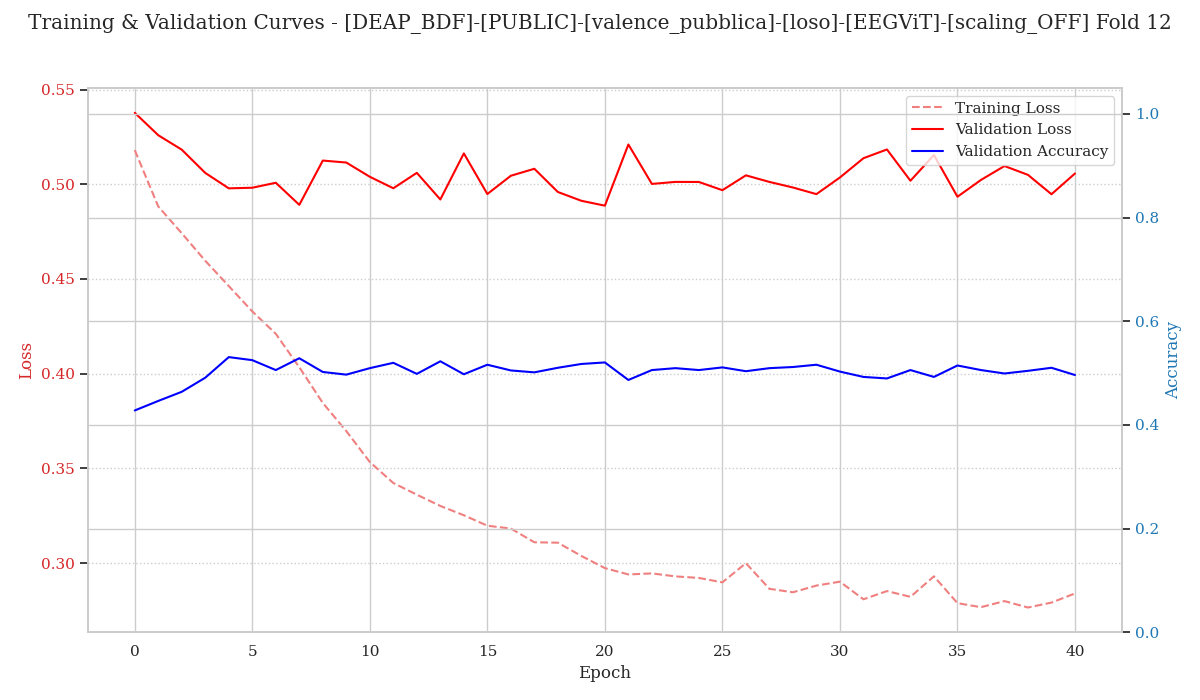 Training & Validation Curves - [DEAP_BDF]-[PUBLIC]-[valence_pubblica]-[loso]-[EEGViT]-[scaling_OFF] Fold 12
Training Loss
Validation Loss
Validation Accuracy
0.55
0.50
0.45
0.40
0.35
0.30
Loss
1.0
0.8
0.6
0.4
0.2
0.0
Accuracy
0 5 10 15 20 25 30 35 40
Epoch